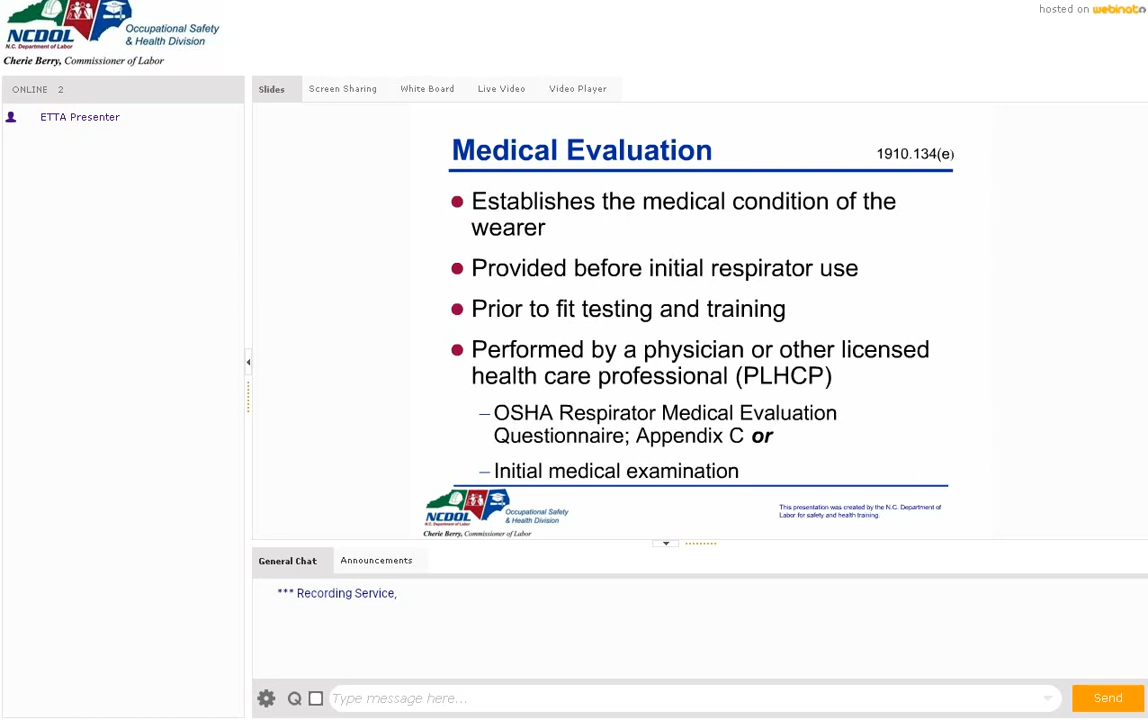 hosted on webinato
NCDOL
N.C. Department of Labor
Occupational Safety
& Health Division
Cherie Berry, Commissioner of Labor
ONLINE 2
Slides Screen Sharing White Board Live Video Video Player
ETTA Presenter
Medical Evaluation 1910.134(e)
Establishes the medical condition of the
wearer
Provided before initial respirator use
Prior to fit testing and training
Performed by a physician or other licensed
health care professional (PLHCP)
– OSHA Respirator Medical Evaluation
Questionnaire; Appendix C or
– Initial medical examination
NCDOL
N.C. Department of Labor
Occupational Safety
& Health Division
Cherie Berry, Commissioner of Labor
This presentation was created by the N.C. Department of
Labor for safety and health training.
General Chat Announcements
*** Recording Service,
Q Type message here... Send